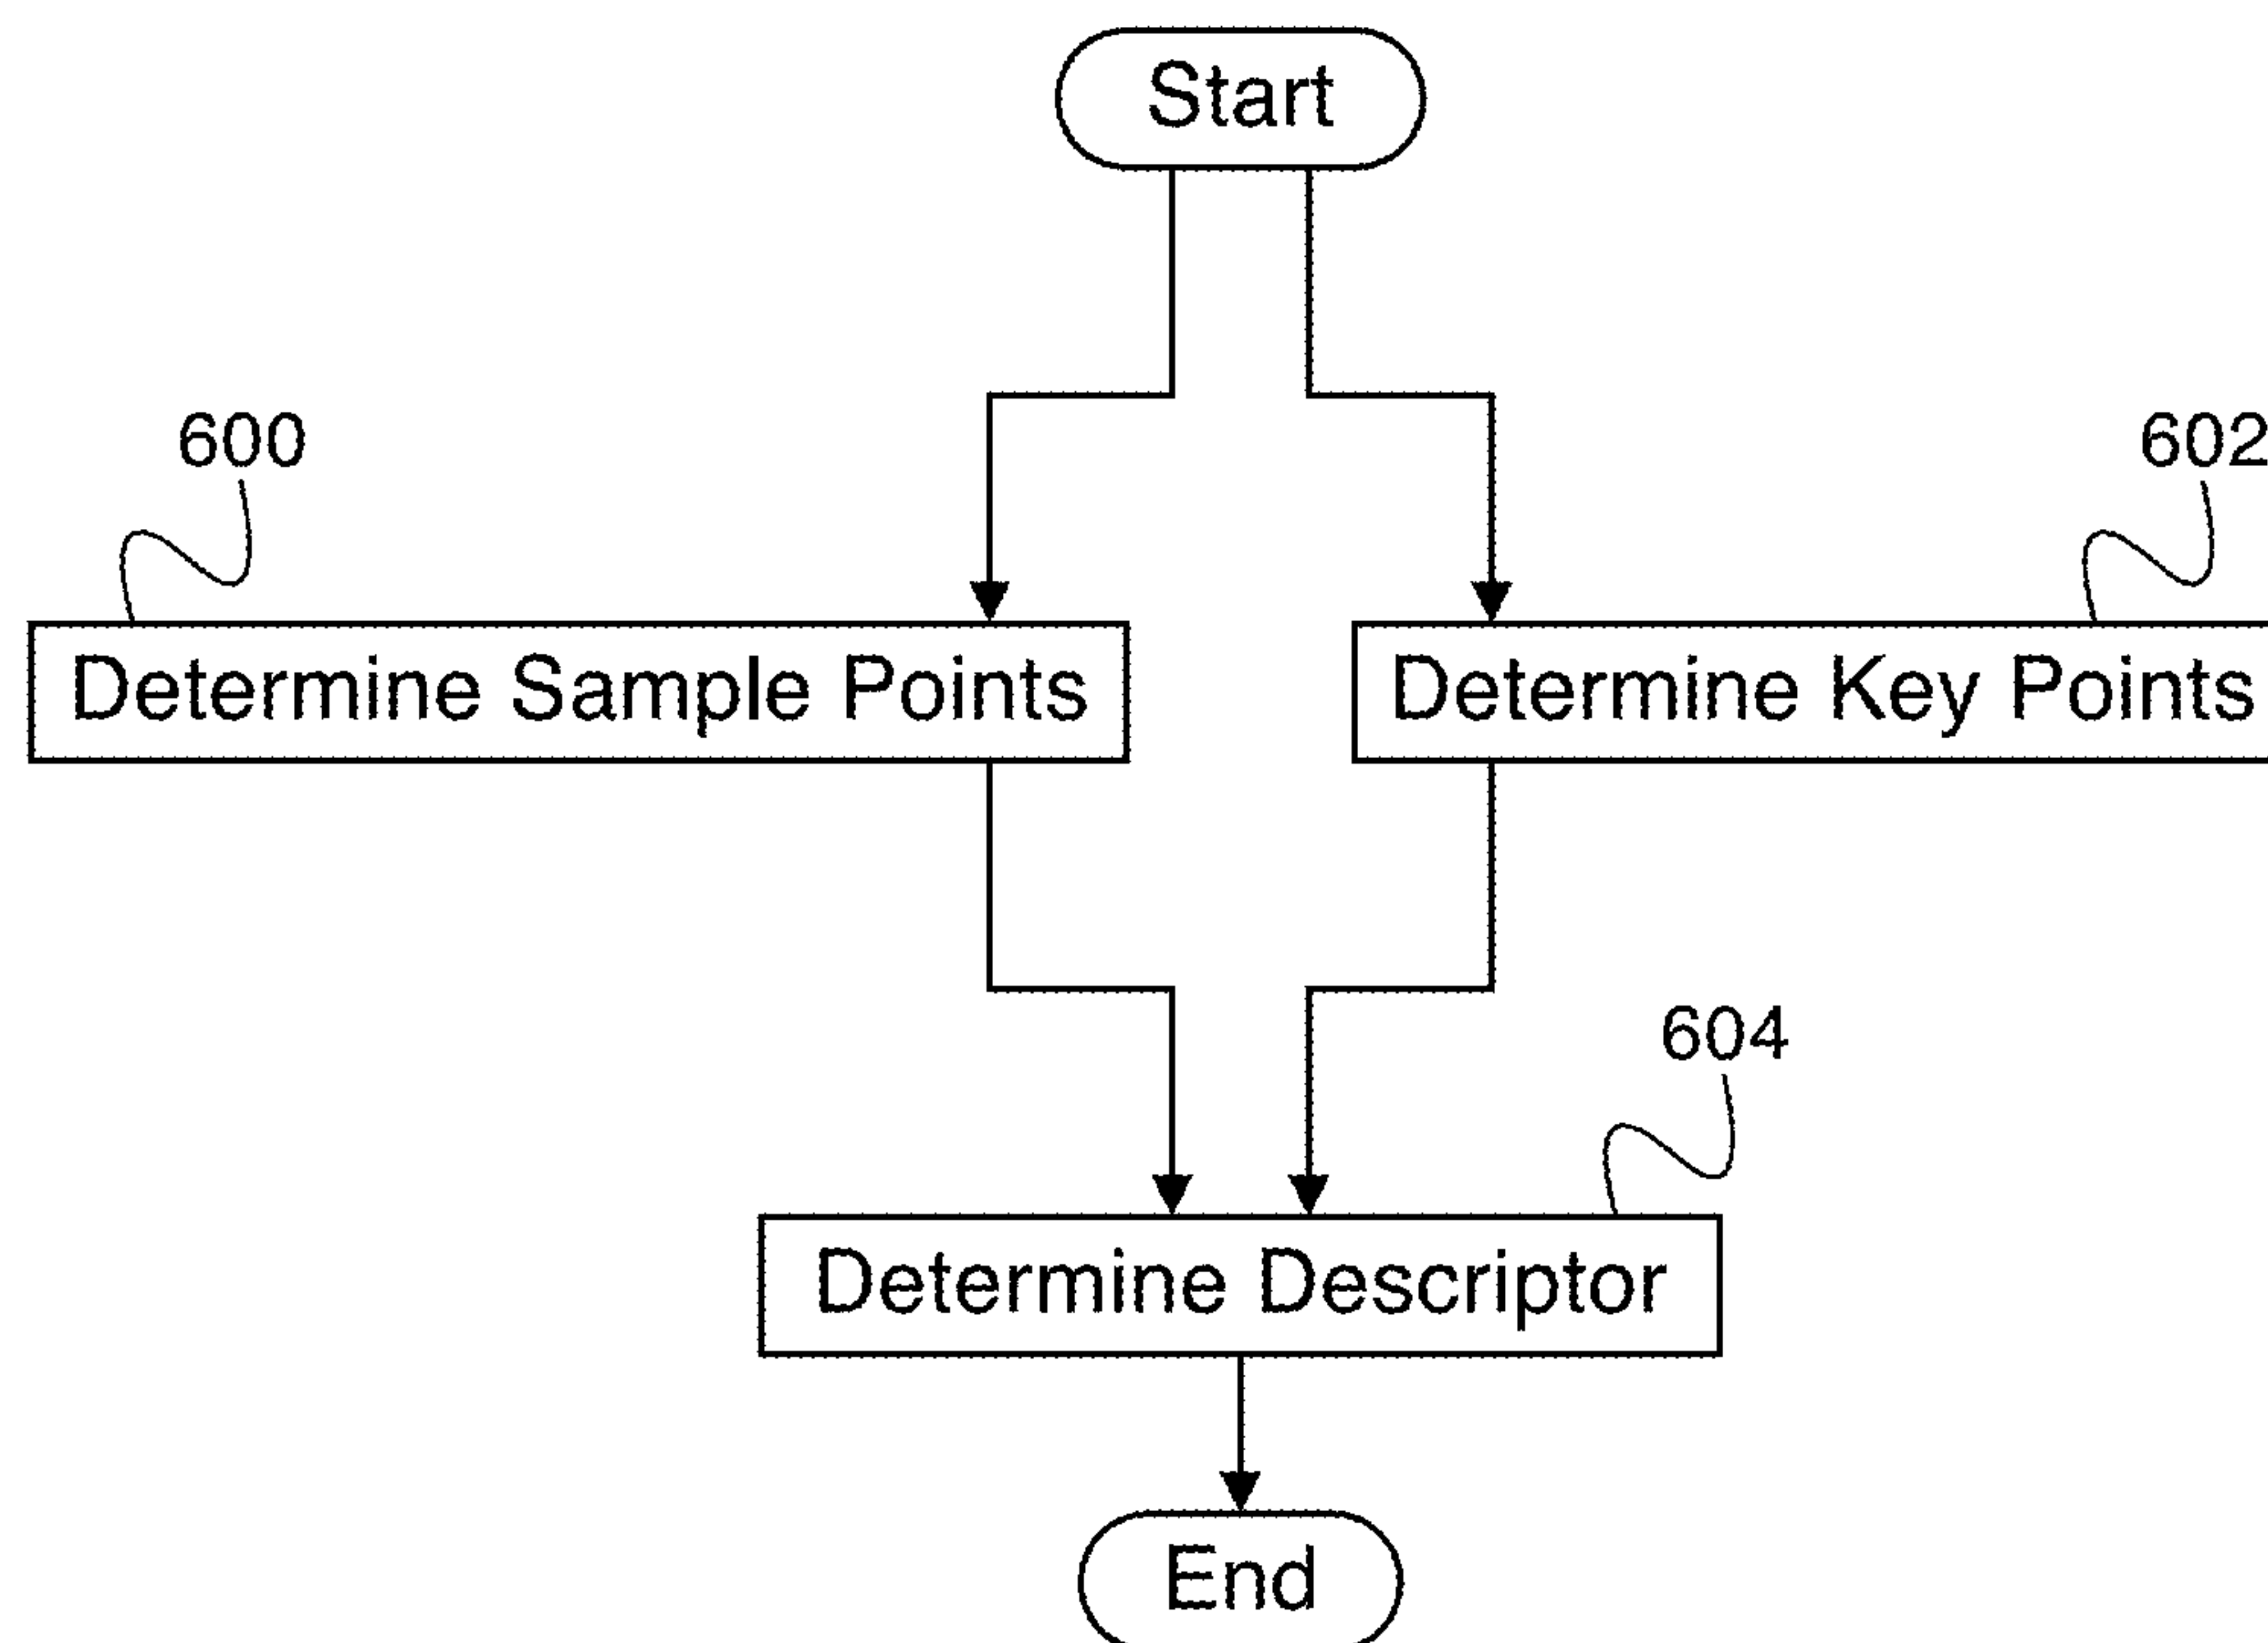 Start
600
602
Determine Sample Points
Determine Key Points
604
Determine Descriptor
End